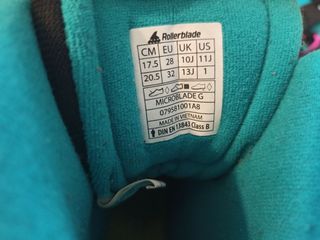 Rollerblade
CM EU UK US
17.5 28 10J 11J
20.5 32 13J 1
MICROBLADE G
079581001A8
MADE IN VIETNAM
DIN EN 13843 Class B